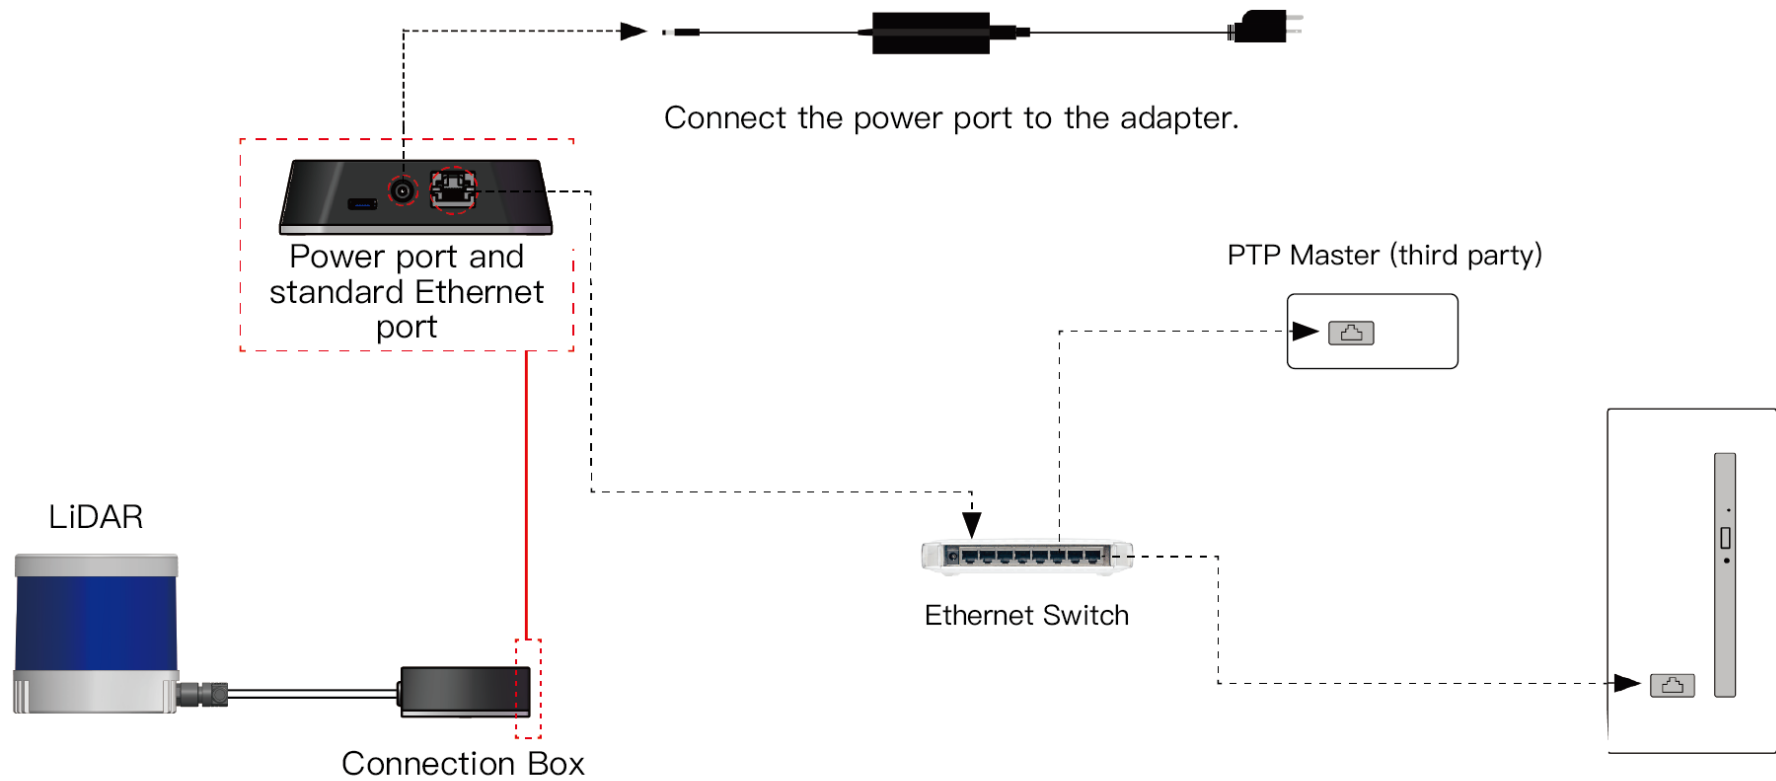 Connect the power port to the adapter.
Power port and
standard Ethernet
port
PTP Master (third party)
LiDAR
Ethernet Switch
Connection Box